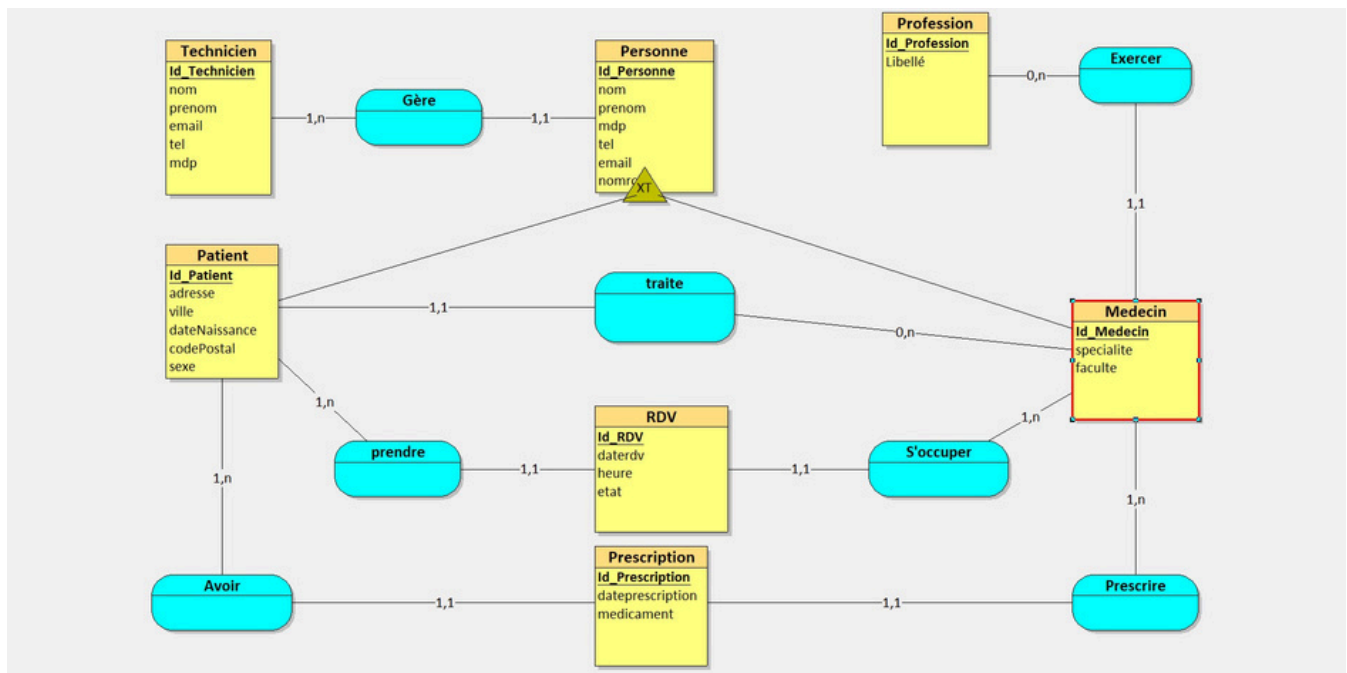 Technicien
Id_Technicien
nom
prenom
email
tel
mdp
1,n
Gère
1,1
Personne
Id_Personne
nom
prenom
mdp
tel
email
XT
Profession
Id_Profession
Libellé
0,n
Exercer
1,1
Patient
Id_Patient
adresse
ville
dateNaissance
codePostal
sexe
1,1
traite
0,n
Medecin
Id_Medecin
specialite
faculte
1,n
prendre
1,1
RDV
Id_RDV
daterdv
heure
etat
1,1
S'occuper
1,n
1,n
Avoir
1,1
Prescription
Id_Prescription
dateprescription
medicament
1,1
Prescrire
1,n